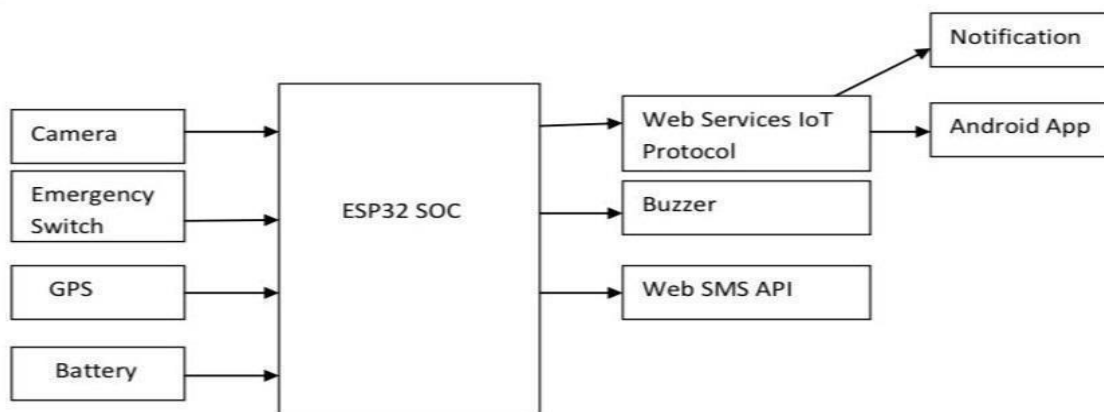 Camera
Emergency
Switch
GPS
Battery
ESP32 SOC
Web Services IoT
Protocol
Buzzer
Web SMS API
Notification
Android App